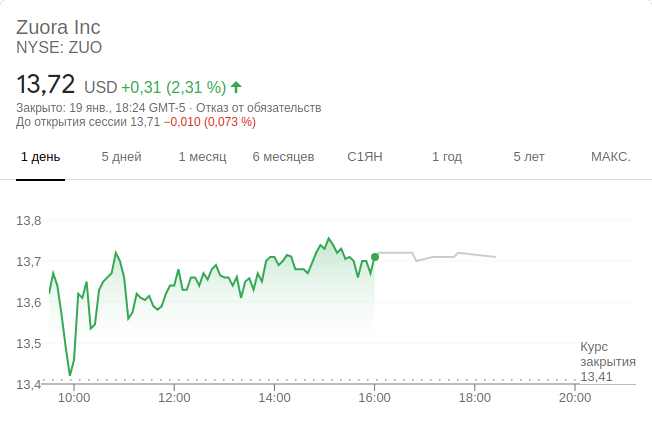 Zuora Inc
NYSE: ZUO
13,72 USD +0,31 (2,31 %)
Закрыто: 19 янв., 18:24 GMT-5 · Отказ от обязательств
До открытия сессии 13,71 −0,010 (0,073 %)
1 день 5 дней 1 месяц 6 месяцев С1ЯН 1 год 5 лет МАКС.
13,8
13,7
13,6
13,5
Курс
закрытия
13,41
13,4
10:00 12:00 14:00 16:00 18:00 20:00